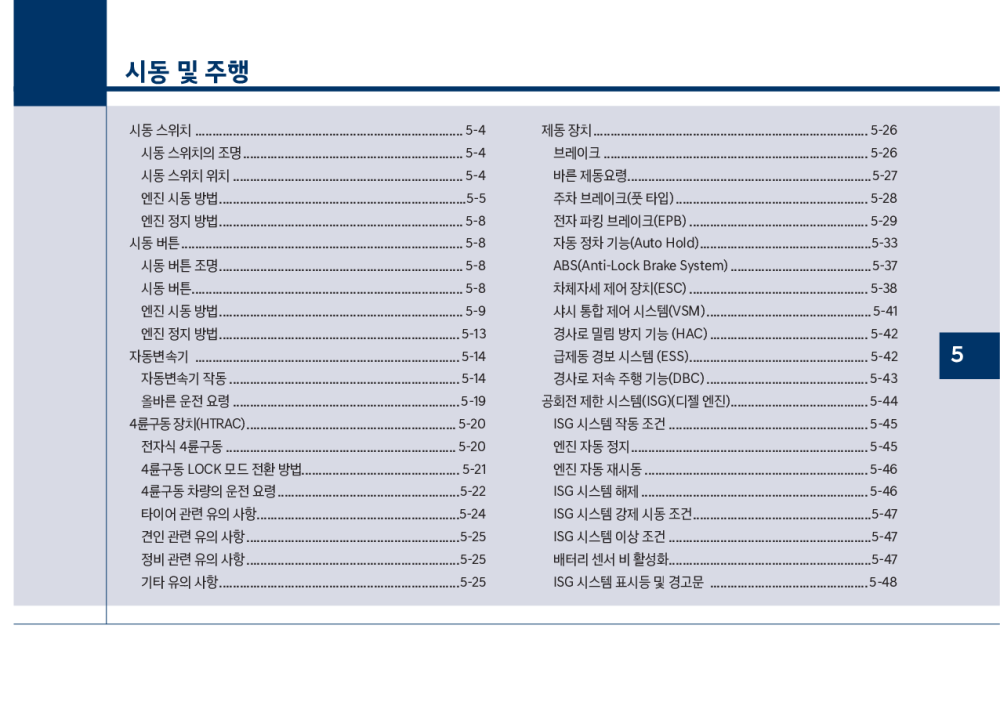 시동 및 주행
시동 스위치 ........ 5-4
시동 스위치의 조명 ........ 5-4
시동 스위치 위치 ........ 5-4
엔진 시동 방법 ........ 5-5
엔진 정지 방법 ........ 5-8
시동 버튼 ........ 5-8
시동 버튼 조명 ........ 5-8
시동 버튼 ........ 5-8
엔진 시동 방법 ........ 5-9
엔진 정지 방법 ........ 5-13
자동변속기 ........ 5-14
자동변속기 작동 ........ 5-14
올바른 운전 요령 ........ 5-19
4륜구동 장치(HTRAC) ........ 5-20
전자식 4륜구동 ........ 5-20
4륜구동 LOCK 모드 전환 방법 ........ 5-21
4륜구동 차량의 운전 요령 ........ 5-22
타이어 관련 유의 사항 ........ 5-24
견인 관련 유의 사항 ........ 5-25
정비 관련 유의 사항 ........ 5-25
기타 유의 사항 ........ 5-25
제동 장치 ........ 5-26
브레이크 ........ 5-26
바른 제동요령 ........ 5-27
주차 브레이크(풋 타입) ........ 5-28
전자 파킹 브레이크(EPB) ........ 5-29
자동 정차 기능(Auto Hold) ........ 5-33
ABS(Anti-Lock Brake System) ........ 5-37
차체자세 제어 장치(ESC) ........ 5-38
샤시 통합 제어 시스템(VSM) ........ 5-41
경사로 밀림 방지 기능 (HAC) ........ 5-42
급제동 경보 시스템 (ESS) ........ 5-42
경사로 저속 주행 기능(DBC) ........ 5-43
공회전 제한 시스템(ISG)(디젤 엔진) ........ 5-44
ISG 시스템 작동 조건 ........ 5-45
엔진 자동 정지 ........ 5-45
엔진 자동 재시동 ........ 5-46
ISG 시스템 해제 ........ 5-46
ISG 시스템 강제 시동 조건 ........ 5-47
ISG 시스템 이상 조건 ........ 5-47
배터리 센서 비 활성화 ........ 5-47
ISG 시스템 표시등 및 경고문 ........ 5-48
5